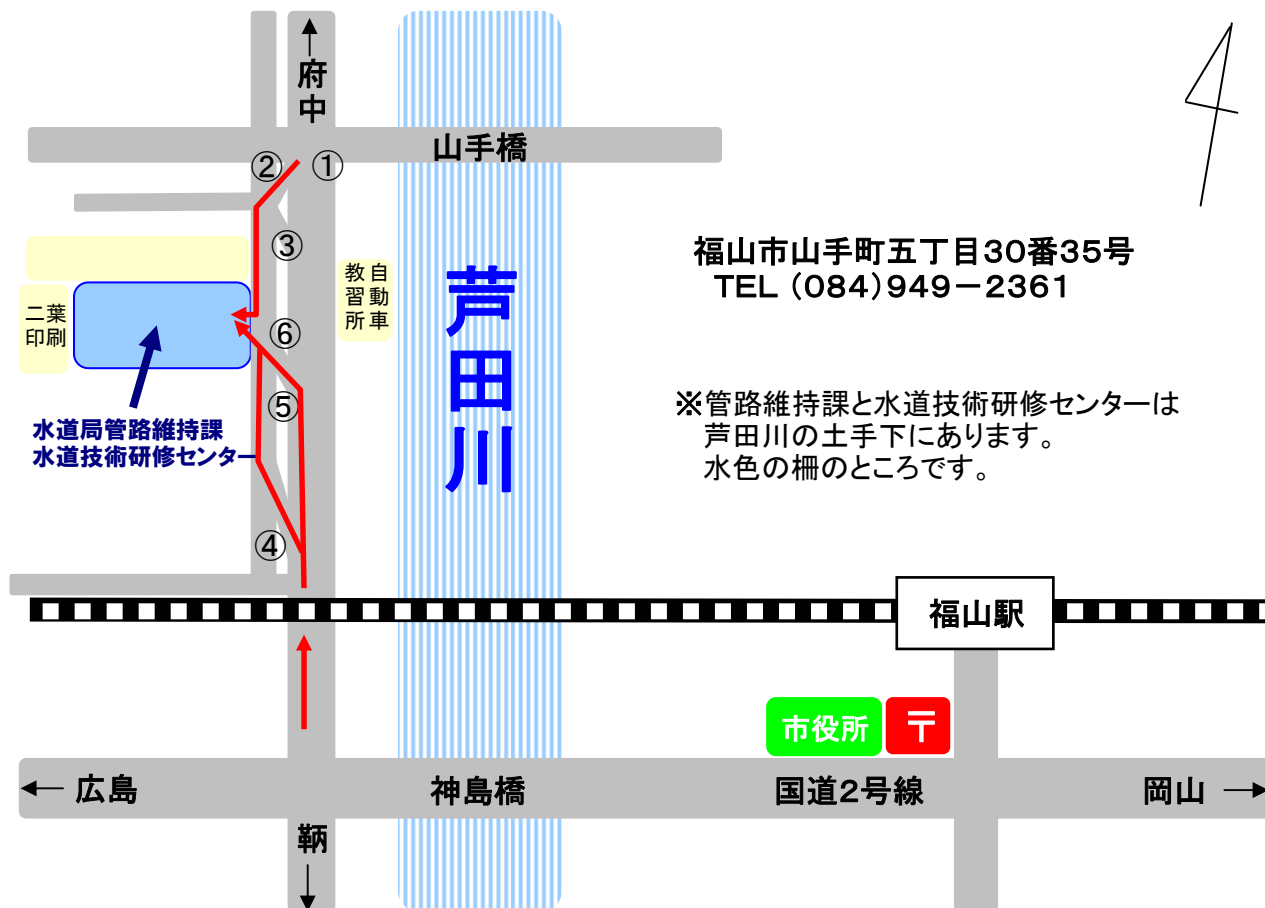 府中
山手橋
②
①
福山市山手町五丁目30番35号
TEL (084)949-2361
③
自動車
教習所
芦田川
二葉
印刷
⑥
⑤
水道局管路維持課
水道技術研修センター
※管路維持課と水道技術研修センターは
芦田川の土手下にあります。
水色の柵のところです。
④
福山駅
市役所
〒
広島
神島橋
国道2号線
岡山
鞆